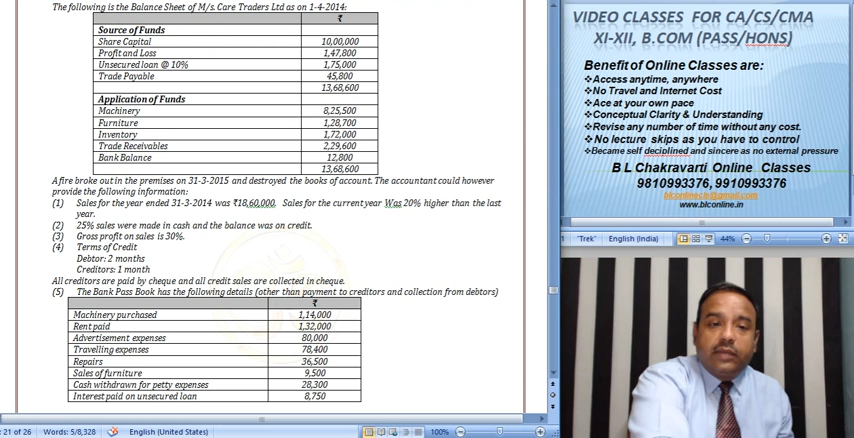 The following is the Balance Sheet of M/s. Care Traders Ltd as on 1-4-2014:
₹
Source of Funds
Share Capital 10,00,000
Profit and Loss 1,47,800
Unsecured loan @ 10% 1,75,000
Trade Payable 45,800
13,68,600
Application of Funds
Machinery 8,25,500
Furniture 1,28,700
Inventory 1,72,000
Trade Receivables 2,29,600
Bank Balance 12,800
13,68,600
A fire broke out in the premises on 31-3-2015 and destroyed the books of account. The accountant could however
provide the following information:
(1) Sales for the year ended 31-3-2014 was ₹18,60,000. Sales for the current year Was 20% higher than the last
year.
(2) 25% sales were made in cash and the balance was on credit.
(3) Gross profit on sales is 30%.
(4) Terms of Credit
Debtor: 2 months
Creditors: 1 month
All creditors are paid by cheque and all credit sales are collected in cheque.
(5) The Bank Pass Book has the following details (other than payment to creditors and collection from debtors)
₹
Machinery purchased 1,14,000
Rent paid 1,32,000
Advertisement expenses 80,000
Travelling expenses 78,400
Repairs 36,500
Sales of furniture 9,500
Cash withdrawn for petty expenses 28,300
Interest paid on unsecured loan 8,750
: 21 of 26 Words: 5/8,328 English (United States) 100%
VIDEO CLASSES FOR CA/CS/CMA
XI-XII, B.COM (PASS/HONS)
Benefit of Online Classes are:
❖Access anytime, anywhere
❖No Travel and Internet Cost
❖Ace at your own pace
❖Conceptual Clarity & Understanding
❖Revise any number of time without any cost.
❖No lecture skips as you have to control
❖Became self deciplined and sincere as no external pressure
B L Chakravarti Online Classes
9810993376, 9910993376
www.blconline.in
1 "Trek" English (India) 44%